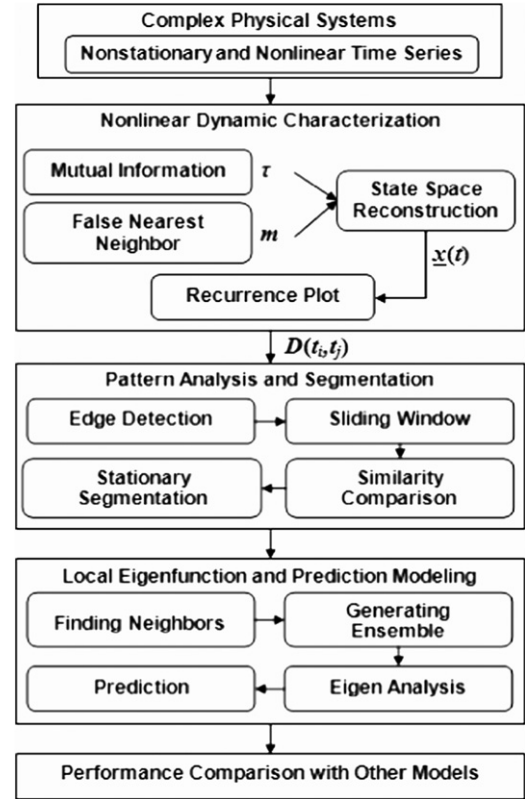 Complex Physical Systems
Nonstationary and Nonlinear Time Series
Nonlinear Dynamic Characterization
Mutual Information
τ
False Nearest
Neighbor
m
State Space
Reconstruction
x(t)
Recurrence Plot
D(ti,tj)
Pattern Analysis and Segmentation
Edge Detection
Sliding Window
Stationary
Segmentation
Similarity
Comparison
Local Eigenfunction and Prediction Modeling
Finding Neighbors
Generating
Ensemble
Prediction
Eigen Analysis
Performance Comparison with Other Models